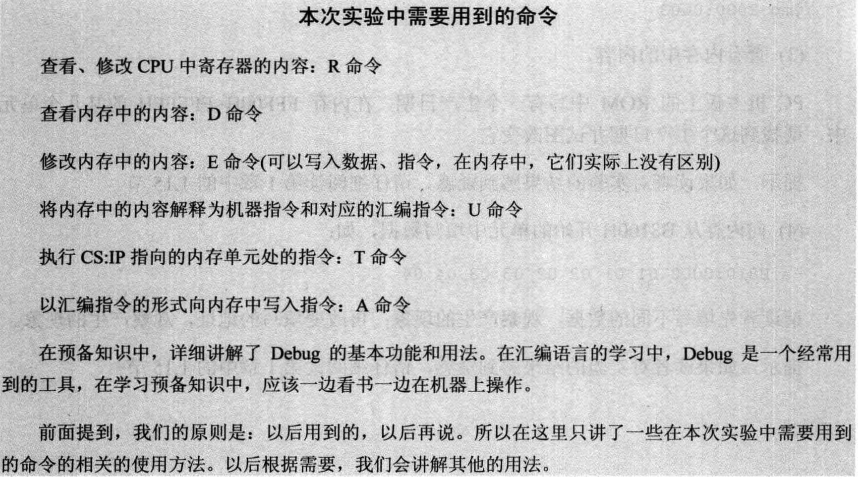 本次实验中需要用到的命令
查看、修改 CPU 中寄存器的内容：R 命令
查看内存中的内容：D 命令
修改内存中的内容：E 命令(可以写入数据、指令，在内存中，它们实际上没有区别)
将内存中的内容解释为机器指令和对应的汇编指令：U 命令
执行 CS:IP 指向的内存单元处的指令：T 命令
以汇编指令的形式向内存中写入指令：A 命令
在预备知识中，详细讲解了 Debug 的基本功能和用法。在汇编语言的学习中，Debug 是一个经常用
到的工具，在学习预备知识中，应该一边看书一边在机器上操作。
前面提到，我们的原则是：以后用到的，以后再说。所以在这里只讲了一些在本次实验中需要用到
的命令的相关的使用方法。以后根据需要，我们会讲解其他的用法。